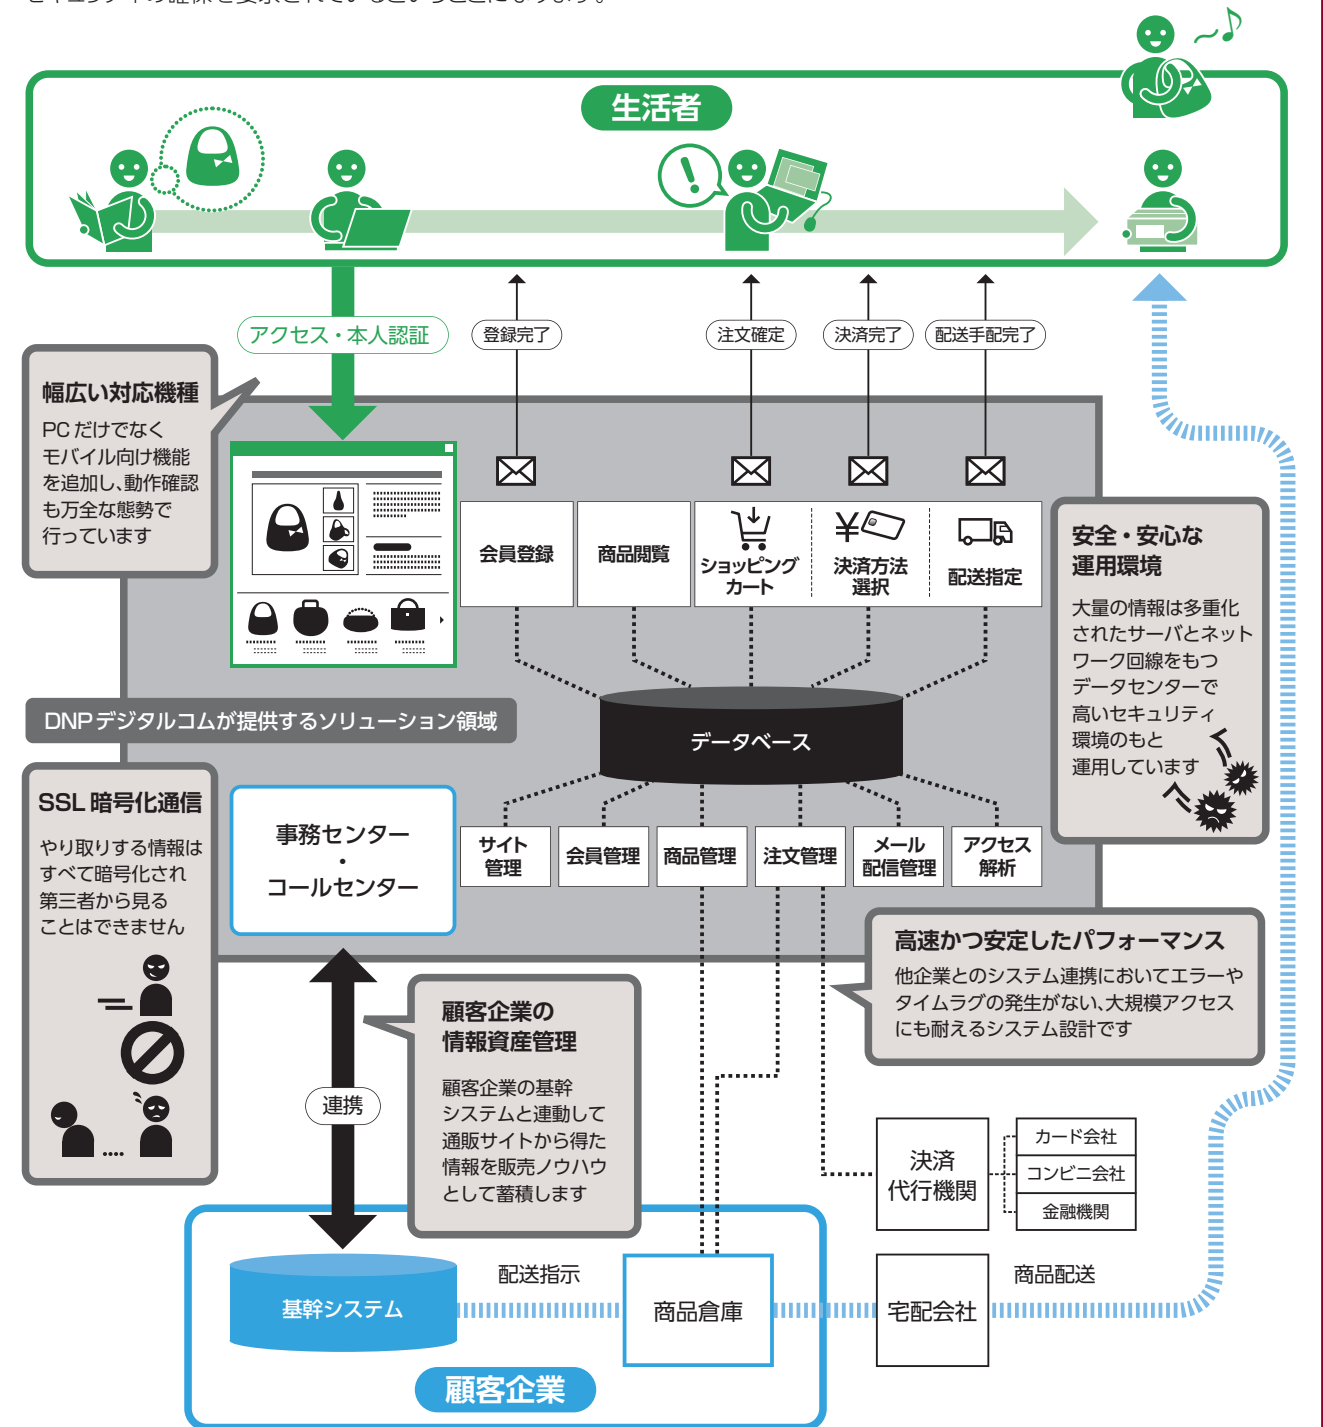 生活者
アクセス・本人認証
登録完了
注文確定
決済完了
配送手配完了
幅広い対応機種
PCだけでなく
モバイル向け機能
を追加し、動作確認
も万全な態勢で
行っています
会員登録
商品閲覧
ショッピング
カート
¥
決済方法
選択
配送指定
安全・安心な
運用環境
大量の情報は多重化
されたサーバとネット
ワーク回線をもつ
データセンターで
高いセキュリティ
環境のもと
運用しています
DNPデジタルコムが提供するソリューション領域
データベース
SSL暗号化通信
やり取りする情報は
すべて暗号化され
第三者から見る
ことはできません
事務センター
・
コールセンター
サイト
管理
会員管理
商品管理
注文管理
メール
配信管理
アクセス
解析
高速かつ安定したパフォーマンス
他企業とのシステム連携においてエラーや
タイムラグの発生がない、大規模アクセス
にも耐えるシステム設計です
顧客企業の
情報資産管理
顧客企業の基幹
システムと連動して
通販サイトから得た
情報を販売ノウハウ
として蓄積します
連携
決済
代行機関
カード会社
コンビニ会社
金融機関
基幹システム
配送指示
商品倉庫
宅配会社
商品配送
顧客企業